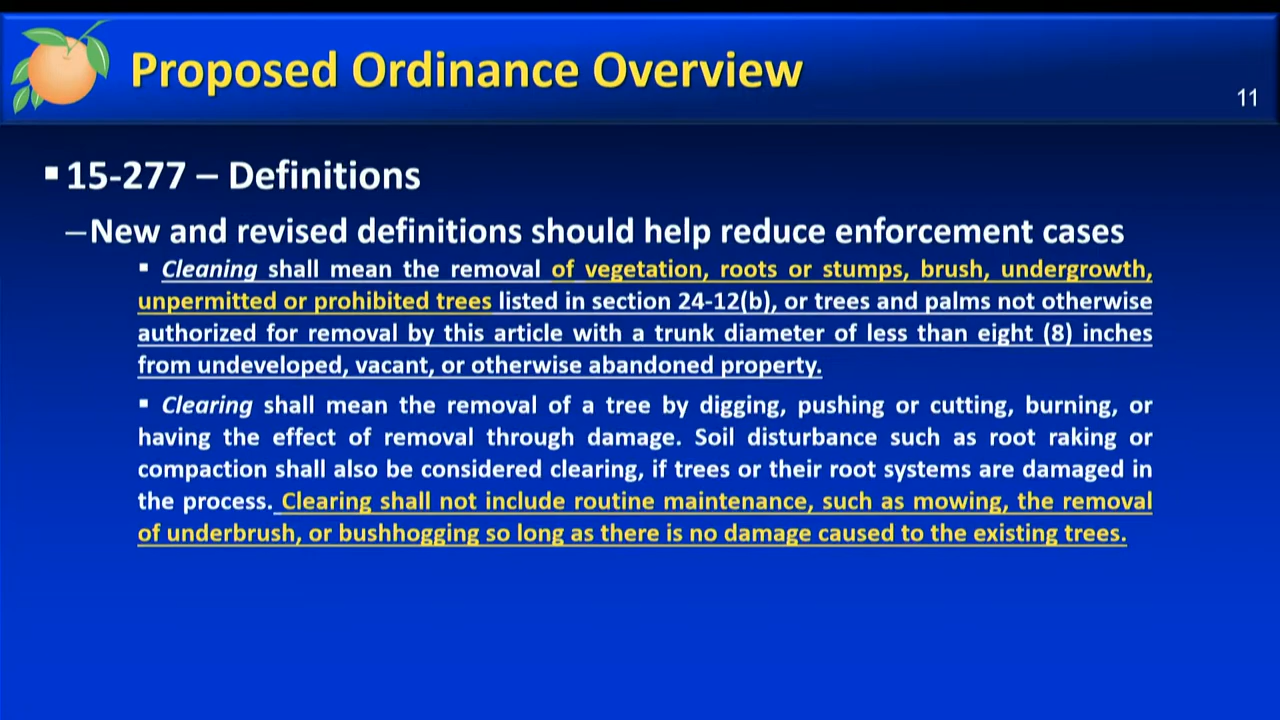 Proposed Ordinance Overview
11
▪ 15-277 – Definitions
–New and revised definitions should help reduce enforcement cases
▪ Cleaning shall mean the removal of vegetation, roots or stumps, brush, undergrowth,
unpermitted or prohibited trees listed in section 24-12(b), or trees and palms not otherwise
authorized for removal by this article with a trunk diameter of less than eight (8) inches
from undeveloped, vacant, or otherwise abandoned property.
▪ Clearing shall mean the removal of a tree by digging, pushing or cutting, burning, or
having the effect of removal through damage. Soil disturbance such as root raking or
compaction shall also be considered clearing, if trees or their root systems are damaged in
the process. Clearing shall not include routine maintenance, such as mowing, the removal
of underbrush, or bushhogging so long as there is no damage caused to the existing trees.